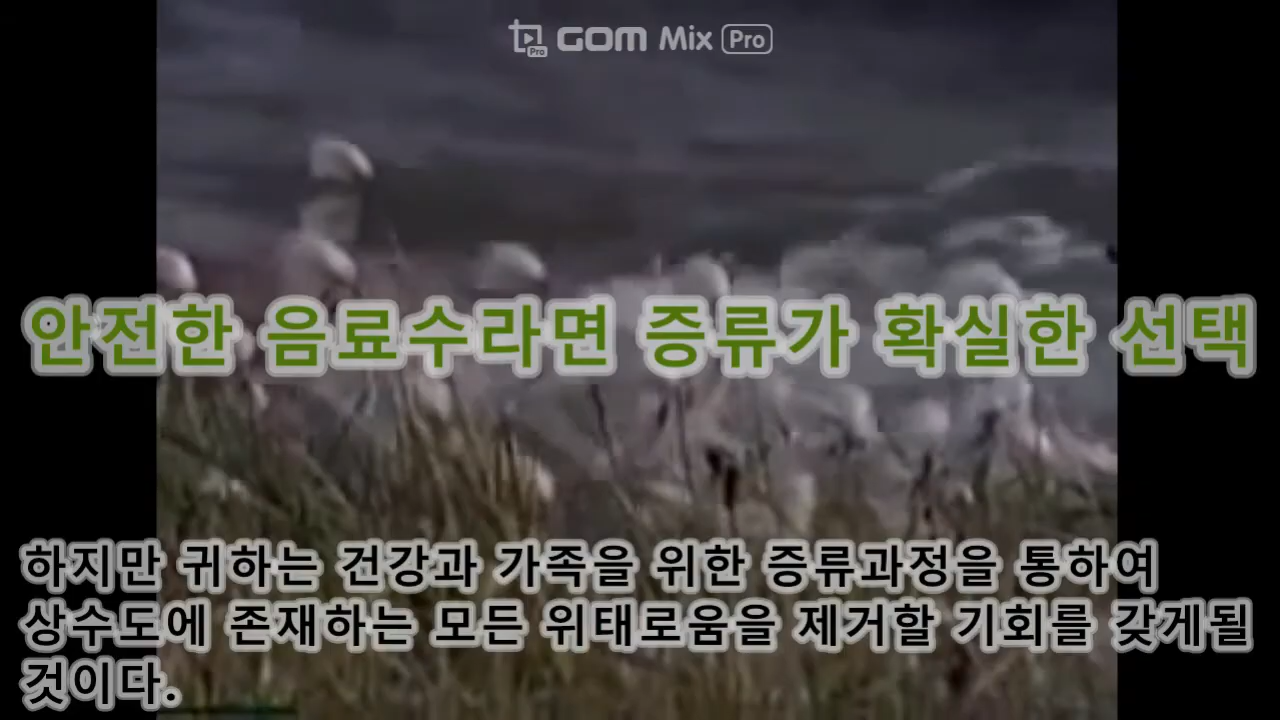 Pro GOM Mix Pro
안전한 음료수라면 증류가 확실한 선택
하지만 귀하는 건강과 가족을 위한 증류과정을 통하여
상수도에 존재하는 모든 위태로움을 제거할 기회를 갖게될
것이다.